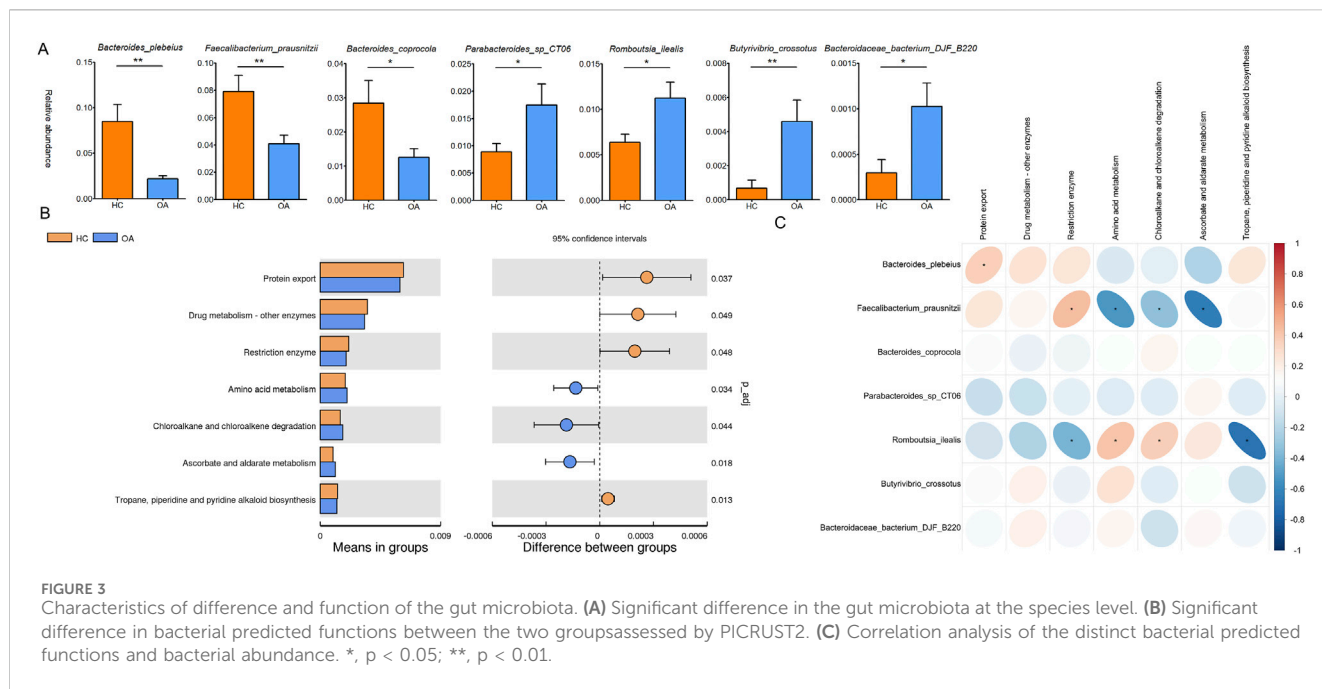 A
Bacteroides_plebeius
Faecalibacterium_prausnitzii
Bacteroides_coprocola
Parabacteroides_sp_CT06
Romboutsia_ilealis
Butyrivibrio_crossotus
Bacteroidaceae_bacterium_DJF_B220
Relative abundance
0.15
0.10
0.05
0.00
**
HC
OA
0.10
0.08
0.06
0.04
0.02
0.00
**
HC
OA
0.04
0.03
0.02
0.01
0.00
*
HC
OA
0.025
0.020
0.015
0.010
0.005
0.000
*
HC
OA
0.015
0.010
0.005
0.000
*
HC
OA
0.008
0.006
0.004
0.002
0.000
**
HC
OA
0.0015
0.0010
0.0005
0.0000
*
HC
OA
B
HC
OA
95% confidence intervals
Protein export
0.037
Drug metabolism - other enzymes
0.049
Restriction enzyme
0.048
Amino acid metabolism
0.034
Chloroalkane and chloroalkene degradation
0.044
Ascorbate and aldarate metabolism
0.018
Tropane, piperidine and pyridine alkaloid biosynthesis
0.013
p_adj
0
0.009
Means in groups
-0.0006
-0.0003
0
0.0003
0.0006
Difference between groups
C
Protein export
Drug metabolism - other enzymes
Restriction enzyme
Amino acid metabolism
Chloroalkane and chloroalkene degradation
Ascorbate and aldarate metabolism
Tropane, piperidine and pyridine alkaloid biosynthesis
Bacteroides_plebeius
Faecalibacterium_prausnitzii
Bacteroides_coprocola
Parabacteroides_sp_CT06
Romboutsia_ilealis
Butyrivibrio_crossotus
Bacteroidaceae_bacterium_DJF_B220
1
0.8
0.6
0.4
0.2
0
-0.2
-0.4
-0.6
-0.8
-1
FIGURE 3
Characteristics of difference and function of the gut microbiota. (A) Significant difference in the gut microbiota at the species level. (B) Significant
difference in bacterial predicted functions between the two groupsassessed by PICRUST2. (C) Correlation analysis of the distinct bacterial predicted
functions and bacterial abundance. *, p < 0.05; **, p < 0.01.